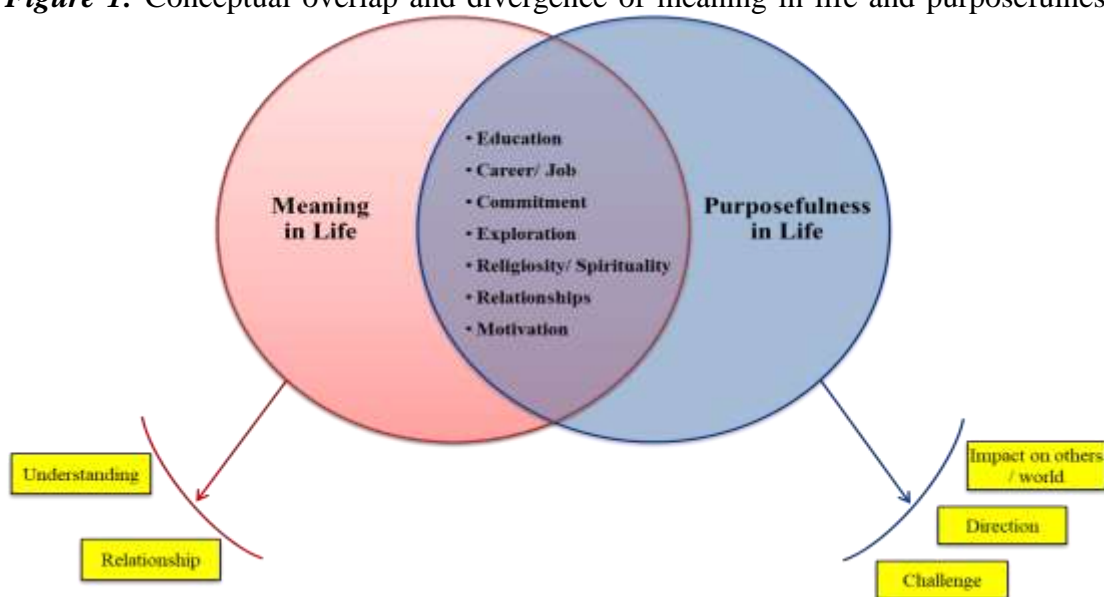 Figure 1: Conceptual overlap and divergence of meaning in life and purposefulness
• Education
• Career/ Job
• Commitment
• Exploration
• Religiosity/ Spirituality
• Relationships
• Motivation
Meaning
in Life
Purposefulness
in Life
Understanding
Relationship
Impact on others
/ world
Direction
Challenge